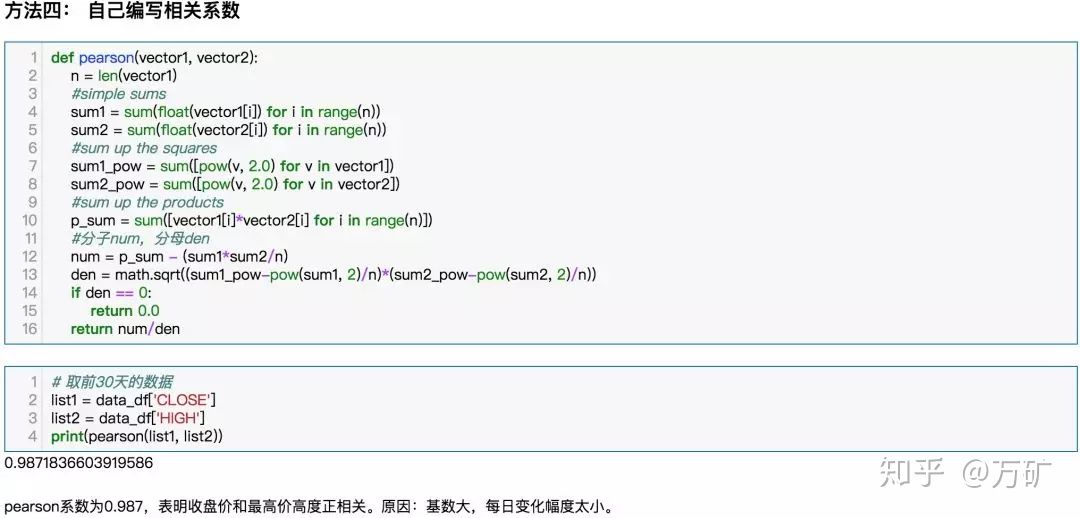 方法四： 自己编写相关系数
1 def pearson(vector1, vector2):
2 n = len(vector1)
3 #simple sums
4 sum1 = sum(float(vector1[i]) for i in range(n))
5 sum2 = sum(float(vector2[i]) for i in range(n))
6 #sum up the squares
7 sum1_pow = sum([pow(v, 2.0) for v in vector1])
8 sum2_pow = sum([pow(v, 2.0) for v in vector2])
9 #sum up the products
10 p_sum = sum([vector1[i]*vector2[i] for i in range(n)])
11 #分子num，分母den
12 num = p_sum - (sum1*sum2/n)
13 den = math.sqrt((sum1_pow-pow(sum1, 2)/n)*(sum2_pow-pow(sum2, 2)/n))
14 if den == 0:
15 return 0.0
16 return num/den
1 # 取前30天的数据
2 list1 = data_df['CLOSE']
3 list2 = data_df['HIGH']
4 print(pearson(list1, list2))
0.9871836603919586
知乎 @万矿
pearson系数为0.987，表明收盘价和最高价高度正相关。原因：基数大，每日变化幅度太小。